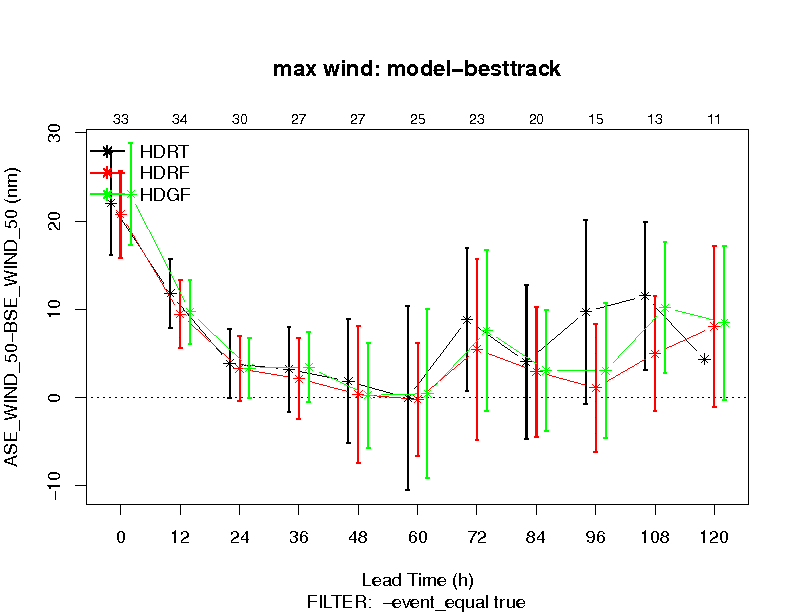 max wind: model−besttrack
33 34 30 27 27 25 23 20 15 13 11
HDRT
HDRF
HDGF
ASE_WIND_50−BSE_WIND_50 (nm)
30
20
10
0
−10
0 12 24 36 48 60 72 84 96 108 120
Lead Time (h)
FILTER: −event_equal true